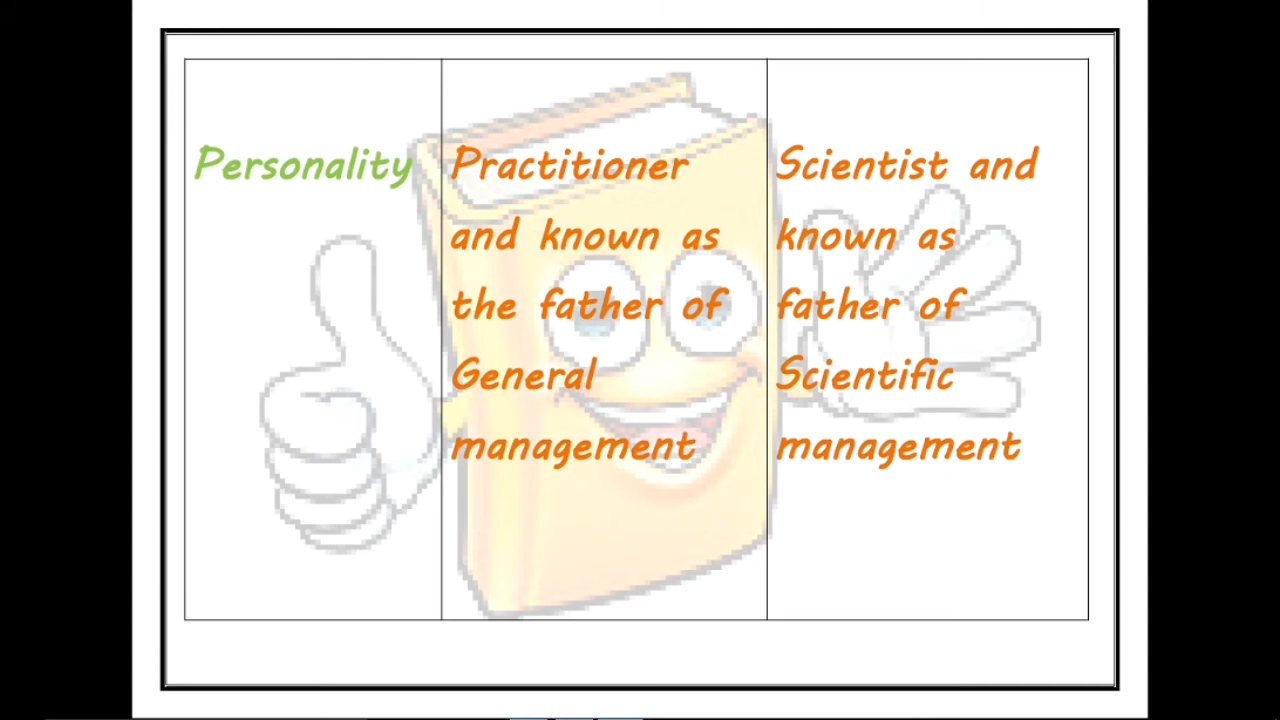 Personality
Practitioner
and known as
the father of
General
management
Scientist and
known as
father of
Scientific
management